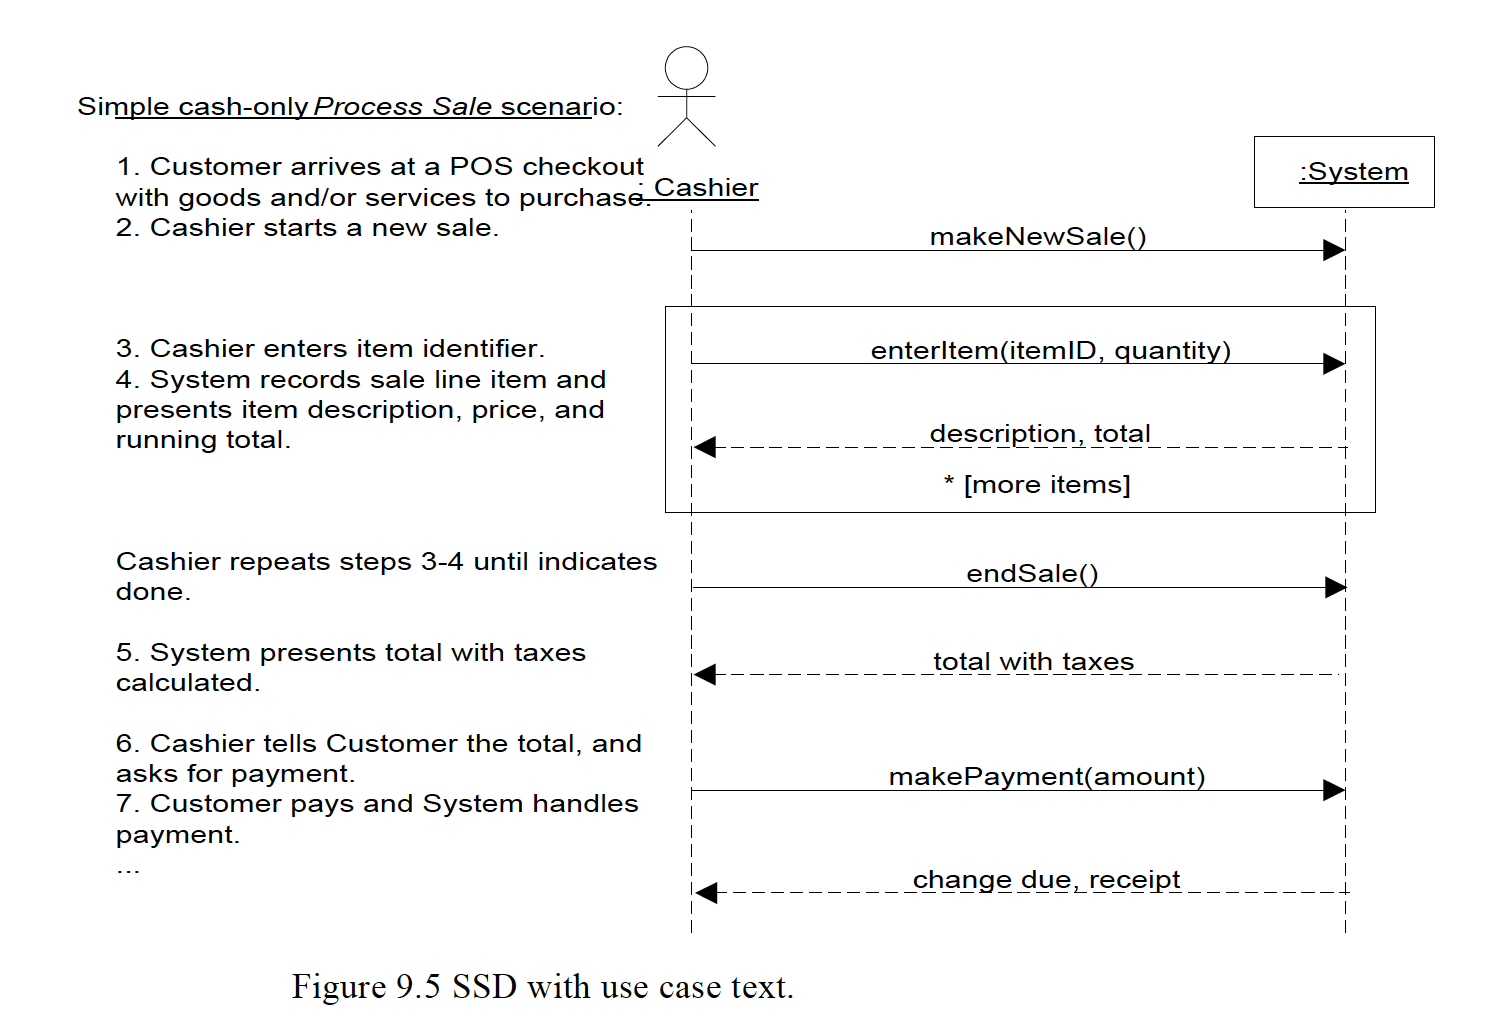 Simple cash-only Process Sale scenario:
1. Customer arrives at a POS checkout
with goods and/or services to purchase.
2. Cashier starts a new sale.
3. Cashier enters item identifier.
4. System records sale line item and
presents item description, price, and
running total.
Cashier repeats steps 3-4 until indicates
done.
5. System presents total with taxes
calculated.
6. Cashier tells Customer the total, and
asks for payment.
7. Customer pays and System handles
payment.
...
: Cashier
:System
makeNewSale()
enterItem(itemID, quantity)
description, total
* [more items]
endSale()
total with taxes
makePayment(amount)
change due, receipt
Figure 9.5 SSD with use case text.